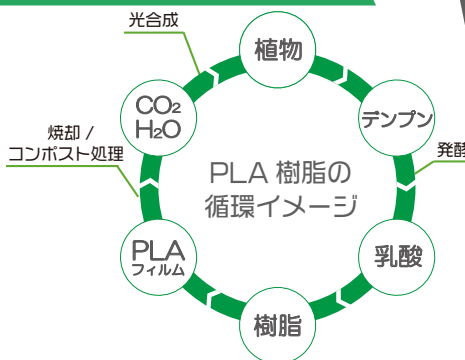 光合成
植物
CO₂
H₂O
デンプン
焼却 /
コンポスト処理
発酵
PLA 樹脂の
循環イメージ
PLA
フィルム
乳酸
樹脂